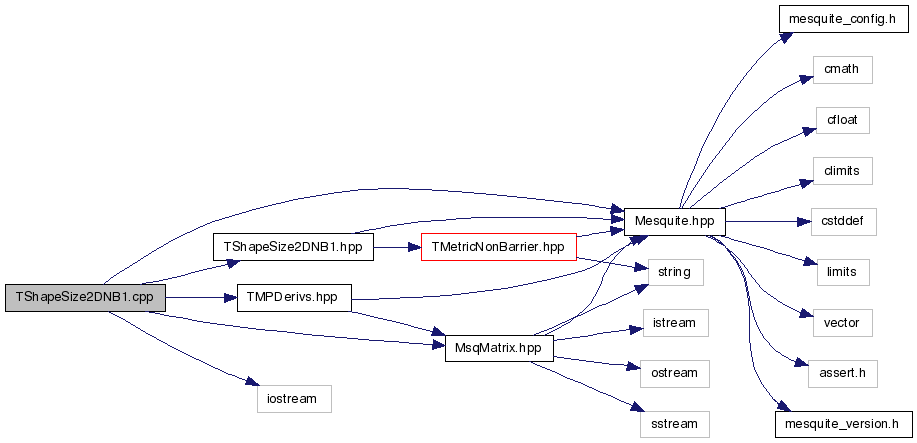 mesquite_config.h
cmath
cfloat
climits
Mesquite.hpp
cstddef
TShapeSize2DNB1.hpp
TMetricNonBarrier.hpp
string
limits
TShapeSize2DNB1.cpp
TMPDerivs.hpp
istream
vector
MsqMatrix.hpp
ostream
assert.h
iostream
sstream
mesquite_version.h